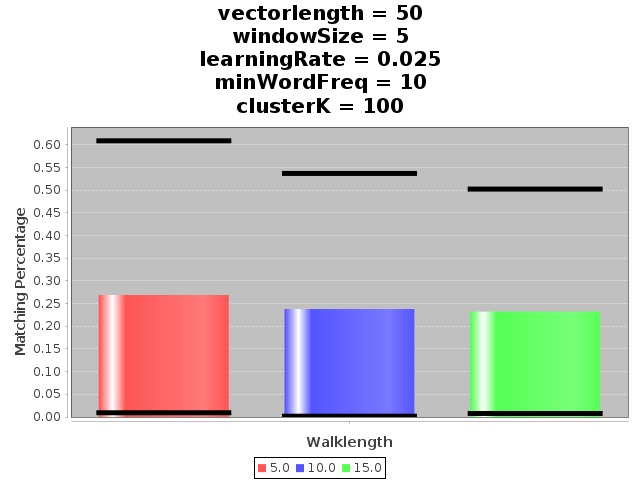 vectorlength = 50
windowSize = 5
learningRate = 0.025
minWordFreq = 10
clusterK = 100
Matching Percentage
0.60
0.55
0.50
0.45
0.40
0.35
0.30
0.25
0.20
0.15
0.10
0.05
0.00
Walklength
5.0 10.0 15.0